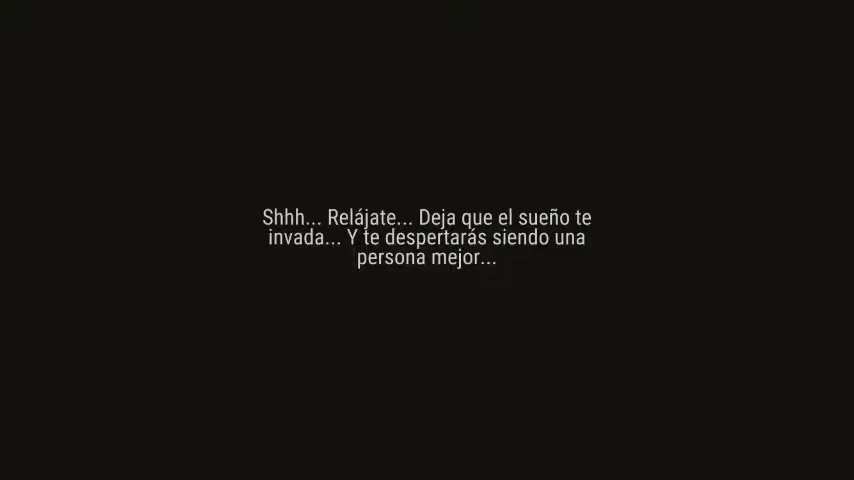 Shhh... Relájate... Deja que el sueño te
invada... Y te despertarás siendo una
persona mejor...